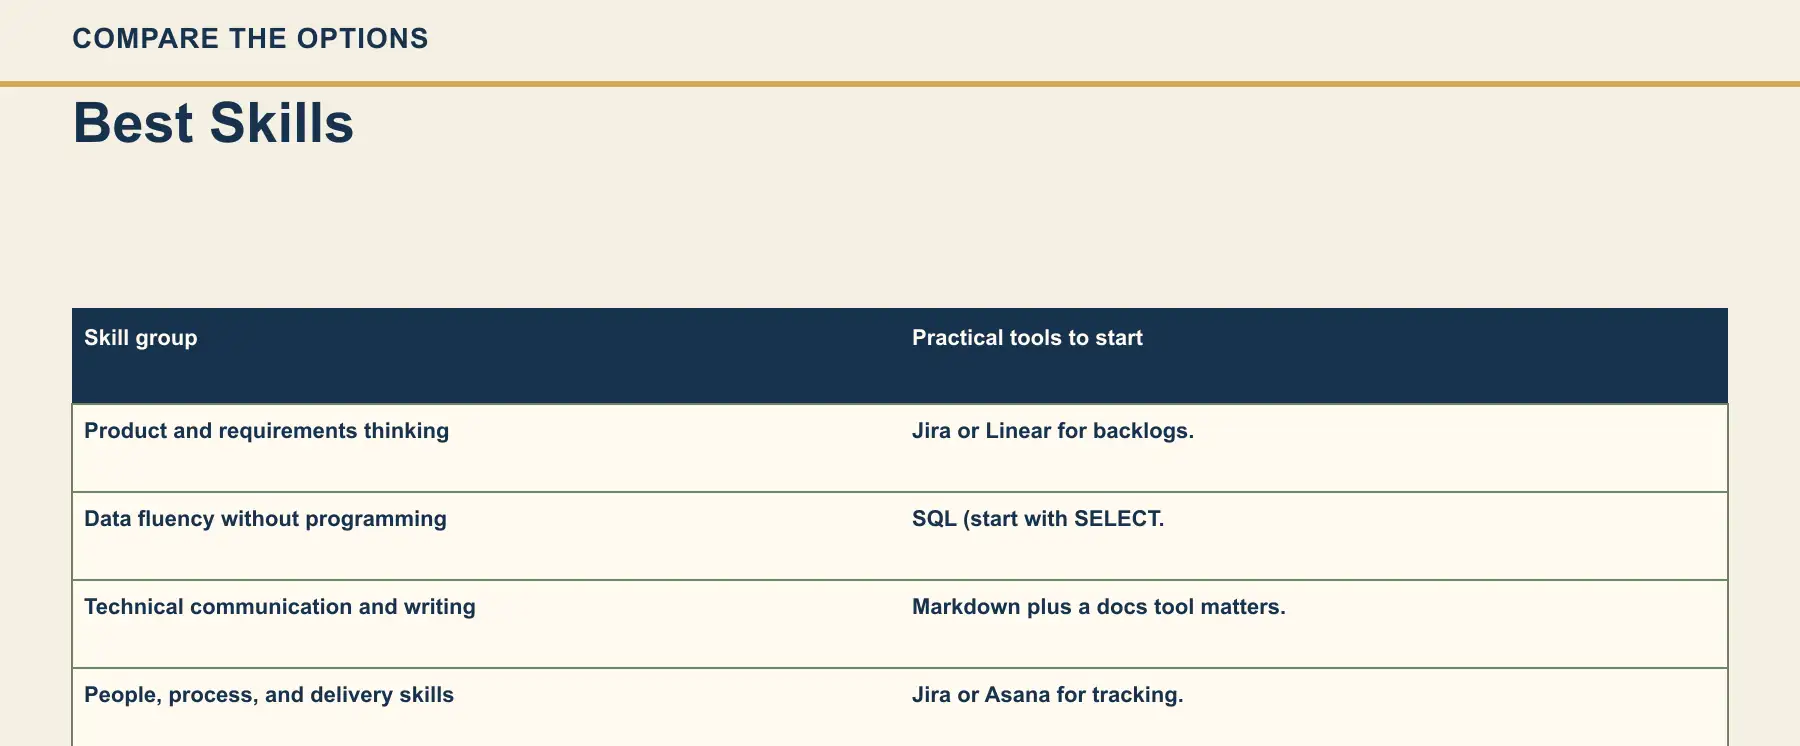 COMPARE THE OPTIONS
Best Skills
Skill group Practical tools to start
Product and requirements thinking Jira or Linear for backlogs.
Data fluency without programming SQL (start with SELECT.
Technical communication and writing Markdown plus a docs tool matters.
People, process, and delivery skills Jira or Asana for tracking.